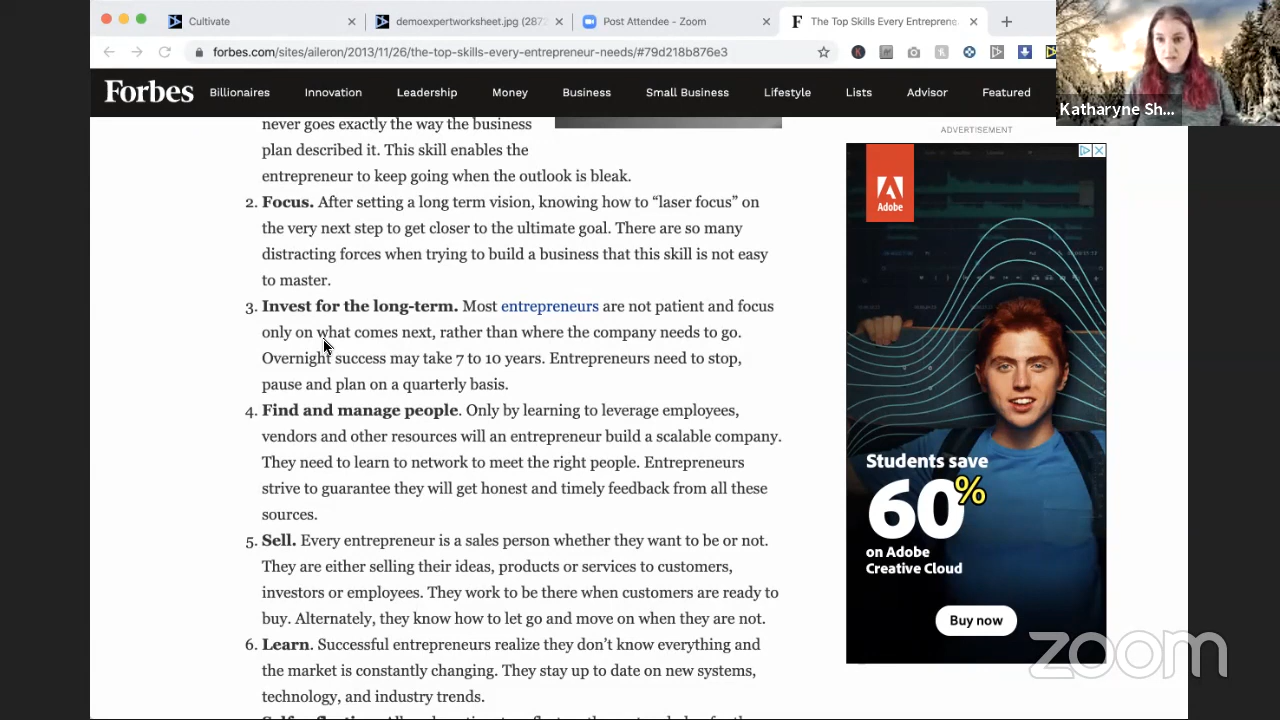 Cultivate
demoexpertworksheet.jpg (287
Post Attendee - Zoom
F The Top Skills Every Entreprene
forbes.com/sites/aileron/2013/11/26/the-top-skills-every-entrepreneur-needs/#79d218b876e3
Katharyne Sh...
Forbes Billionaires Innovation Leadership Money Business Small Business Lifestyle Lists Advisor Featured
never goes exactly the way the business
plan described it. This skill enables the
entrepreneur to keep going when the outlook is bleak.
2. Focus. After setting a long term vision, knowing how to “laser focus” on
the very next step to get closer to the ultimate goal. There are so many
distracting forces when trying to build a business that this skill is not easy
to master.
3. Invest for the long-term. Most entrepreneurs are not patient and focus
only on what comes next, rather than where the company needs to go.
Overnight success may take 7 to 10 years. Entrepreneurs need to stop,
pause and plan on a quarterly basis.
4. Find and manage people. Only by learning to leverage employees,
vendors and other resources will an entrepreneur build a scalable company.
They need to learn to network to meet the right people. Entrepreneurs
strive to guarantee they will get honest and timely feedback from all these
sources.
5. Sell. Every entrepreneur is a sales person whether they want to be or not.
They are either selling their ideas, products or services to customers,
investors or employees. They work to be there when customers are ready to
buy. Alternately, they know how to let go and move on when they are not.
6. Learn. Successful entrepreneurs realize they don’t know everything and
the market is constantly changing. They stay up to date on new systems,
technology, and industry trends.
ADVERTISEMENT
Adobe
Students save
60%
on Adobe
Creative Cloud
Buy now
zoom